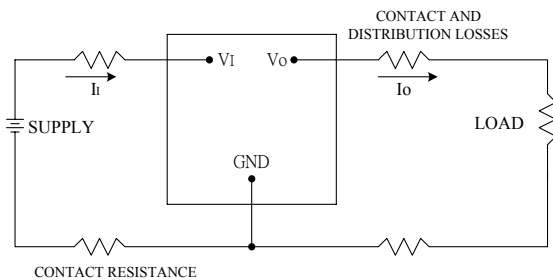 CONTACT AND
DISTRIBUTION LOSSES
VI
VO
II
IO
SUPPLY
LOAD
GND
CONTACT RESISTANCE